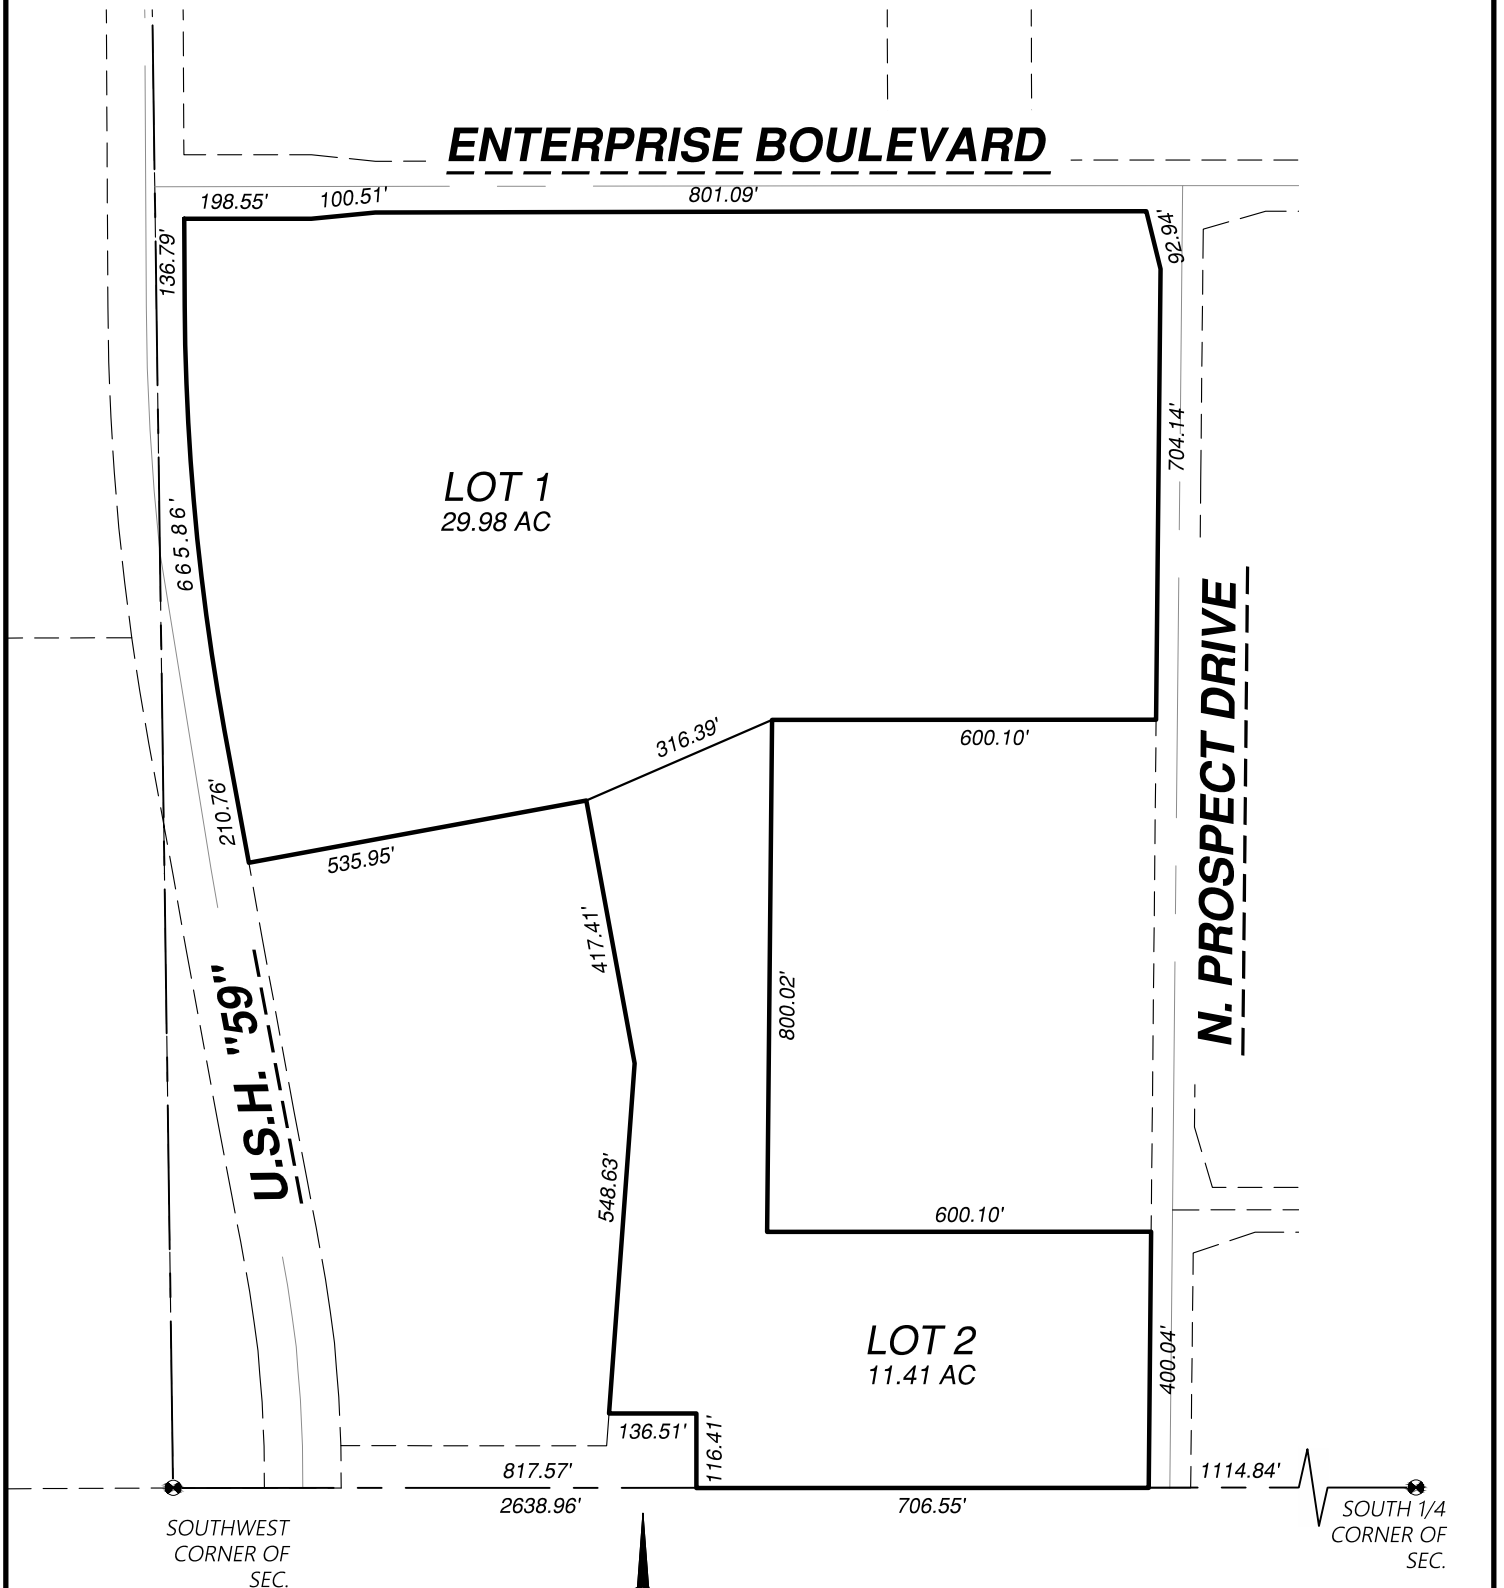 ENTERPRISE BOULEVARD
198.55'
100.51'
801.09'
92.94'
136.79'
704.14'
LOT 1
29.98 AC
665.86'
N. PROSPECT DRIVE
316.39'
600.10'
210.76'
535.95'
417.41'
U.S.H. "59"
800.02'
548.63'
600.10'
LOT 2
11.41 AC
400.04'
136.51'
116.41'
817.57'
1114.84'
2638.96'
706.55'
SOUTHWEST
CORNER OF
SEC.
SOUTH 1/4
CORNER OF
SEC.